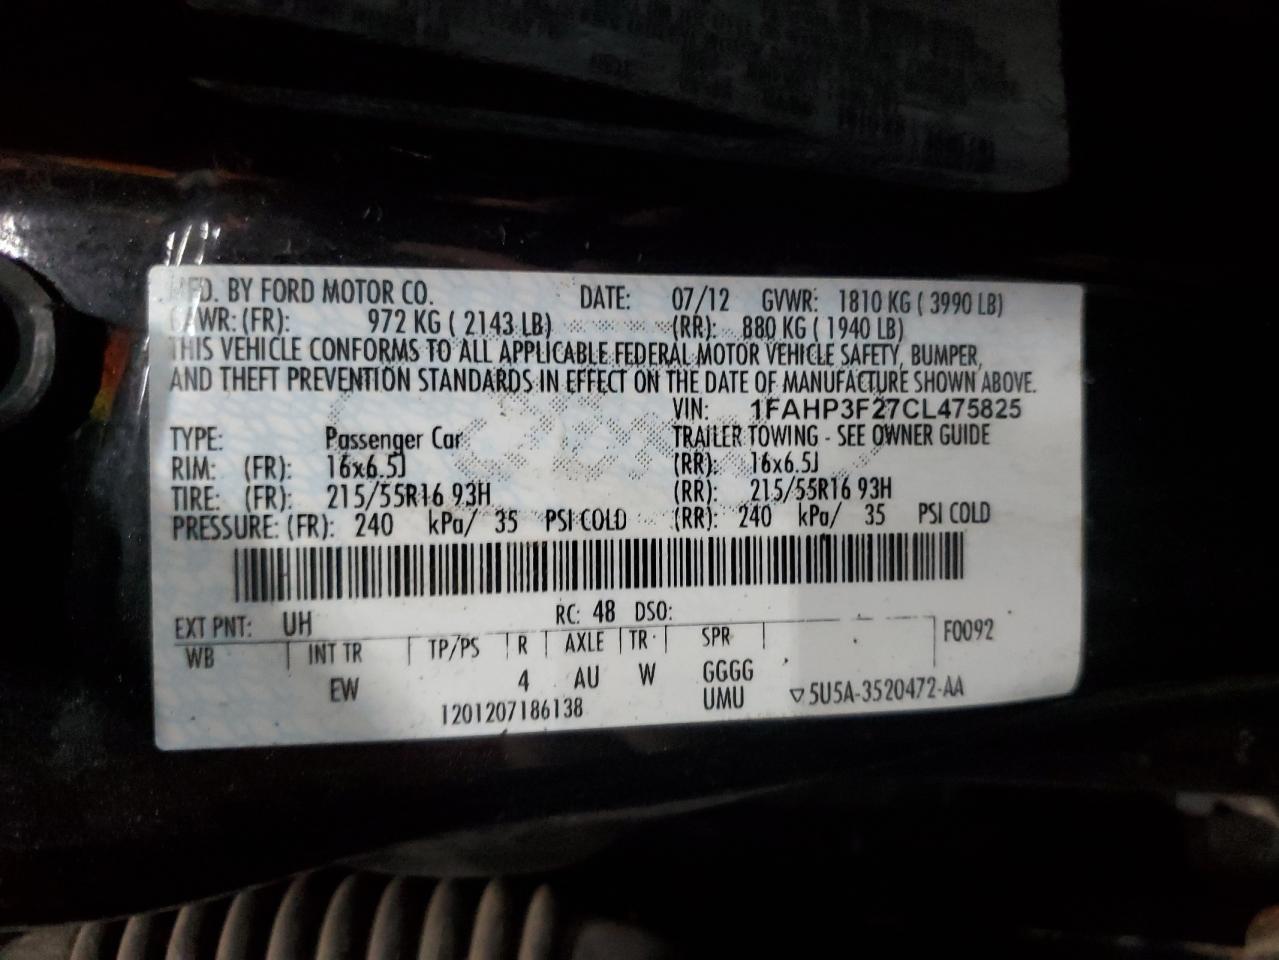 MFD. BY FORD MOTOR CO. DATE: 07/12 GVWR: 1810 KG ( 3990 LB)
GAWR: (FR): 972 KG ( 2143 LB) (RR): 880 KG ( 1940 LB)
THIS VEHICLE CONFORMS TO ALL APPLICABLE FEDERAL MOTOR VEHICLE SAFETY, BUMPER,
AND THEFT PREVENTION STANDARDS IN EFFECT ON THE DATE OF MANUFACTURE SHOWN ABOVE.
VIN: 1FAHP3F27CL475825
TYPE: Passenger Car TRAILER TOWING - SEE OWNER GUIDE
RIM: (FR): 16x6.5J (RR): 16x6.5J
TIRE: (FR): 215/55R16 93H (RR): 215/55R16 93H
PRESSURE: (FR): 240 kPa/ 35 PSI COLD (RR): 240 kPa/ 35 PSI COLD
EXT PNT: UH RC: 48 DSO:
WB INT TR TP/PS R AXLE TR SPR F0092
EW 4 AU W GGGG
1201207186138 UMU ▽5U5A-3520472-AA